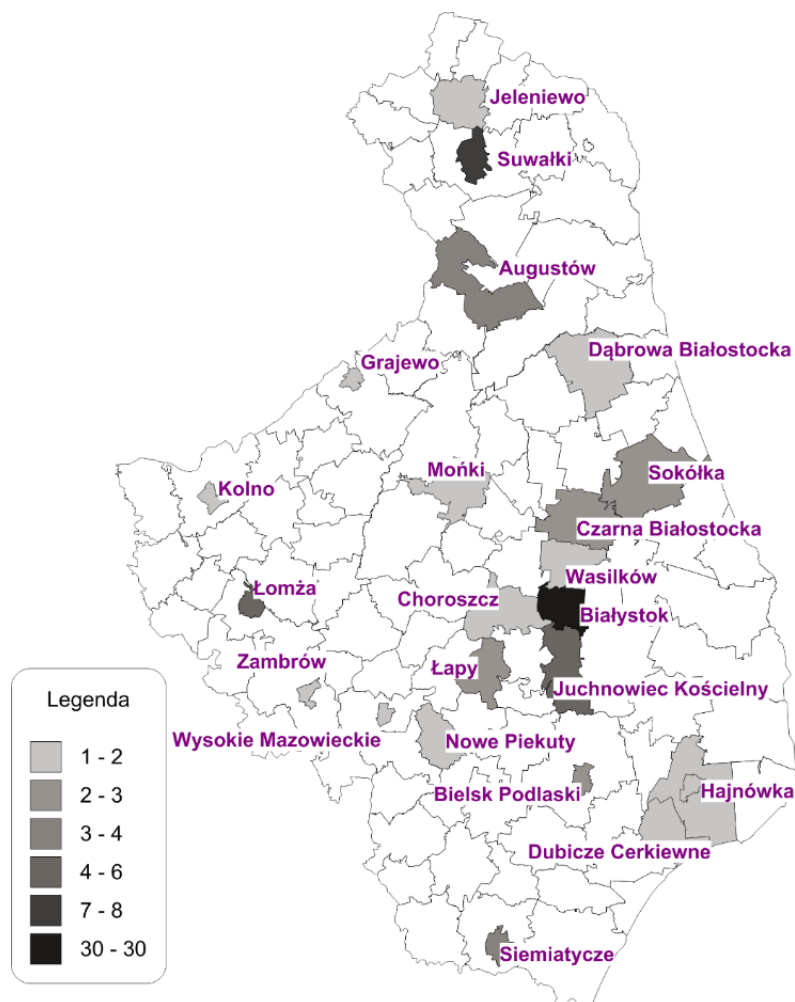 Jeleniewo
Suwałki
Augustów
Dąbrowa Białostocka
Grajewo
Mońki
Sokółka
Kolno
Czarna Białostocka
Wasilków
Łomża
Choroszcz
Białystok
Zambrów
Łapy
Juchnowiec Kościelny
Wysokie Mazowieckie
Nowe Piekuty
Bielsk Podlaski
Hajnówka
Dubicze Cerkiewne
Siemiatycze
Legenda
1 - 2
2 - 3
3 - 4
4 - 6
7 - 8
30 - 30